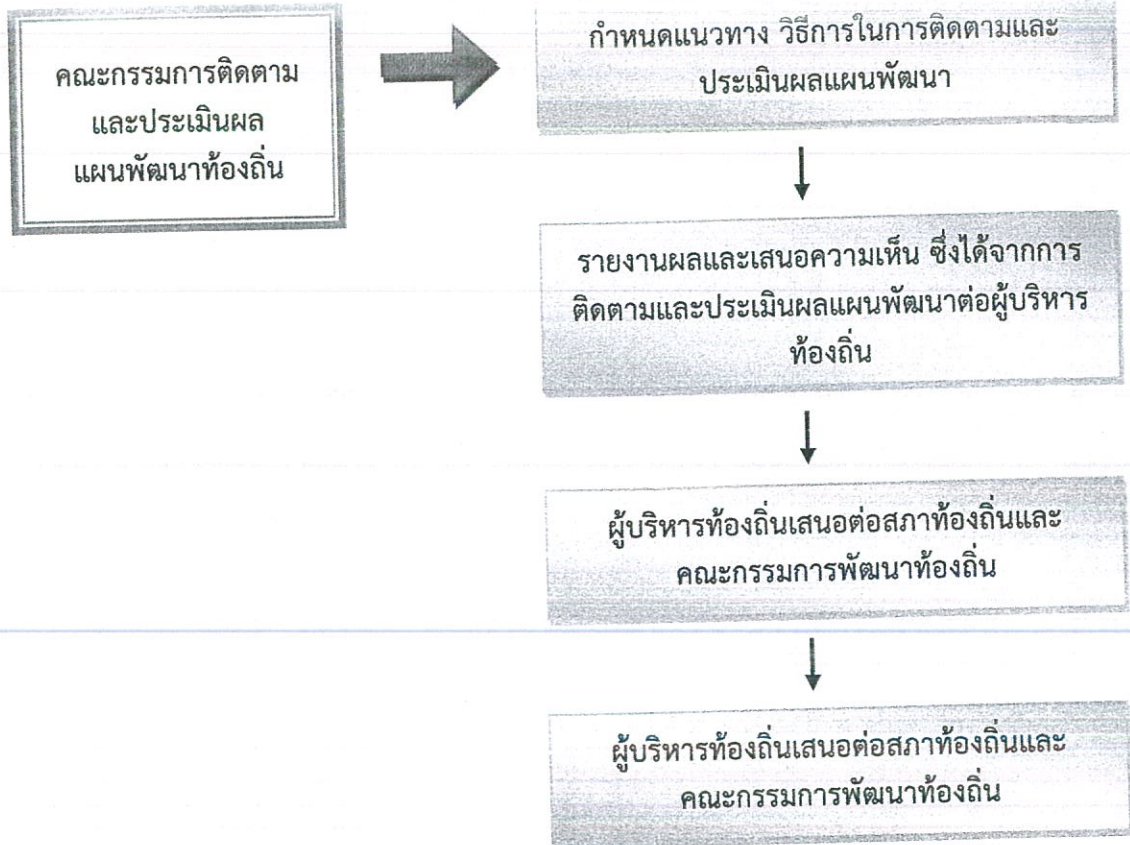 คณะกรรมการติดตาม
และประเมินผล
แผนพัฒนาท้องถิ่น
กำหนดแนวทาง วิธีการในการติดตามและ
ประเมินผลแผนพัฒนา
รายงานผลและเสนอความเห็น ซึ่งได้จากการ
ติดตามและประเมินผลแผนพัฒนาต่อผู้บริหาร
ท้องถิ่น
ผู้บริหารท้องถิ่นเสนอต่อสภาท้องถิ่นและ
คณะกรรมการพัฒนาท้องถิ่น
ผู้บริหารท้องถิ่นเสนอต่อสภาท้องถิ่นและ
คณะกรรมการพัฒนาท้องถิ่น